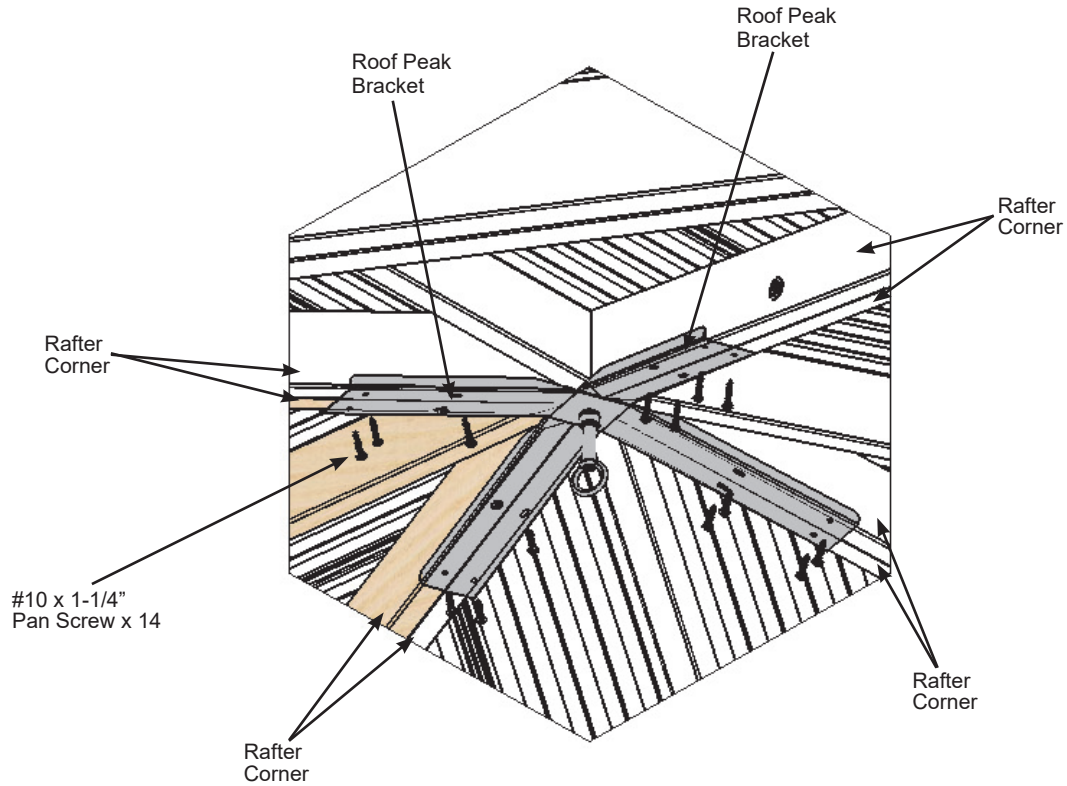 Roof Peak
Bracket
Roof Peak
Bracket
Rafter
Corner
Rafter
Corner
#10 x 1-1/4”
Pan Screw x 14
Rafter
Corner
Rafter
Corner